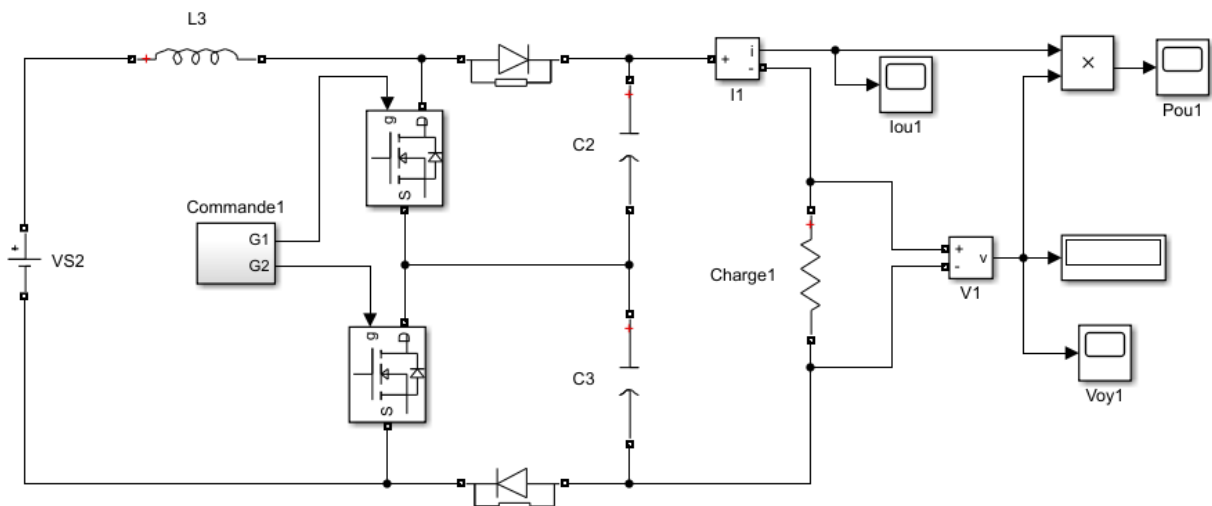 L3
+
i
-
I1
×
Pou1
Iou1
g
D
S
C2
Commande1
G1
G2
+
VS2
Charge1
+
-
v
V1
g
D
S
C3
Voy1